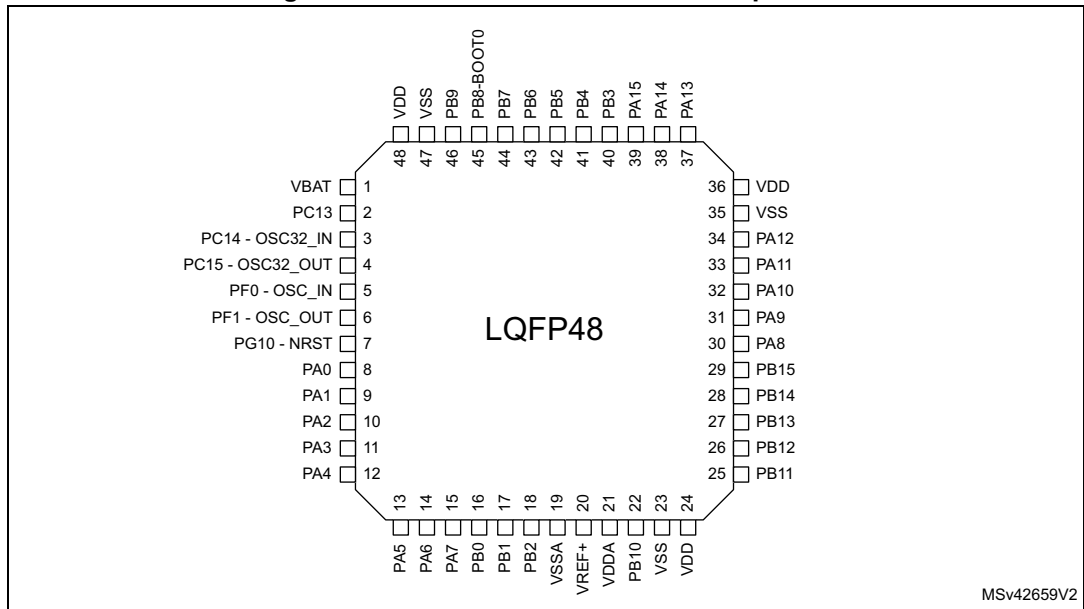 VDD
VSS
PB9
PB8-BOOT0
PB7
PB6
PB5
PB4
PB3
PA15
PA14
PA13
48
47
46
45
44
43
42
41
40
39
38
37
VBAT 1
PC13 2
PC14 - OSC32_IN 3
PC15 - OSC32_OUT 4
PF0 - OSC_IN 5
PF1 - OSC_OUT 6
PG10 - NRST 7
PA0 8
PA1 9
PA2 10
PA3 11
PA4 12
LQFP48
36 VDD
35 VSS
34 PA12
33 PA11
32 PA10
31 PA9
30 PA8
29 PB15
28 PB14
27 PB13
26 PB12
25 PB11
13
14
15
16
17
18
19
20
21
22
23
24
PA5
PA6
PA7
PB0
PB1
PB2
VSSA
VREF+
VDDA
PB10
VSS
VDD
MSv42659V2